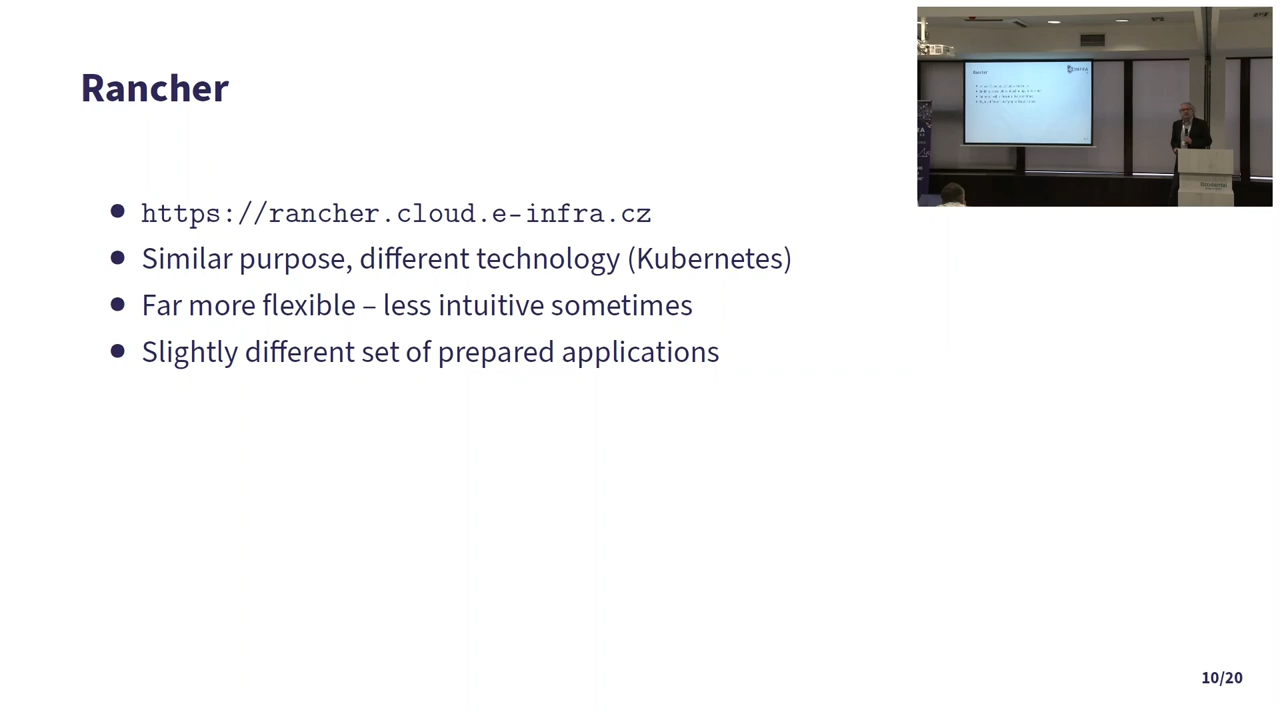 Rancher
https://rancher.cloud.e-infra.cz
Similar purpose, different technology (Kubernetes)
Far more flexible – less intuitive sometimes
Slightly different set of prepared applications
10/20